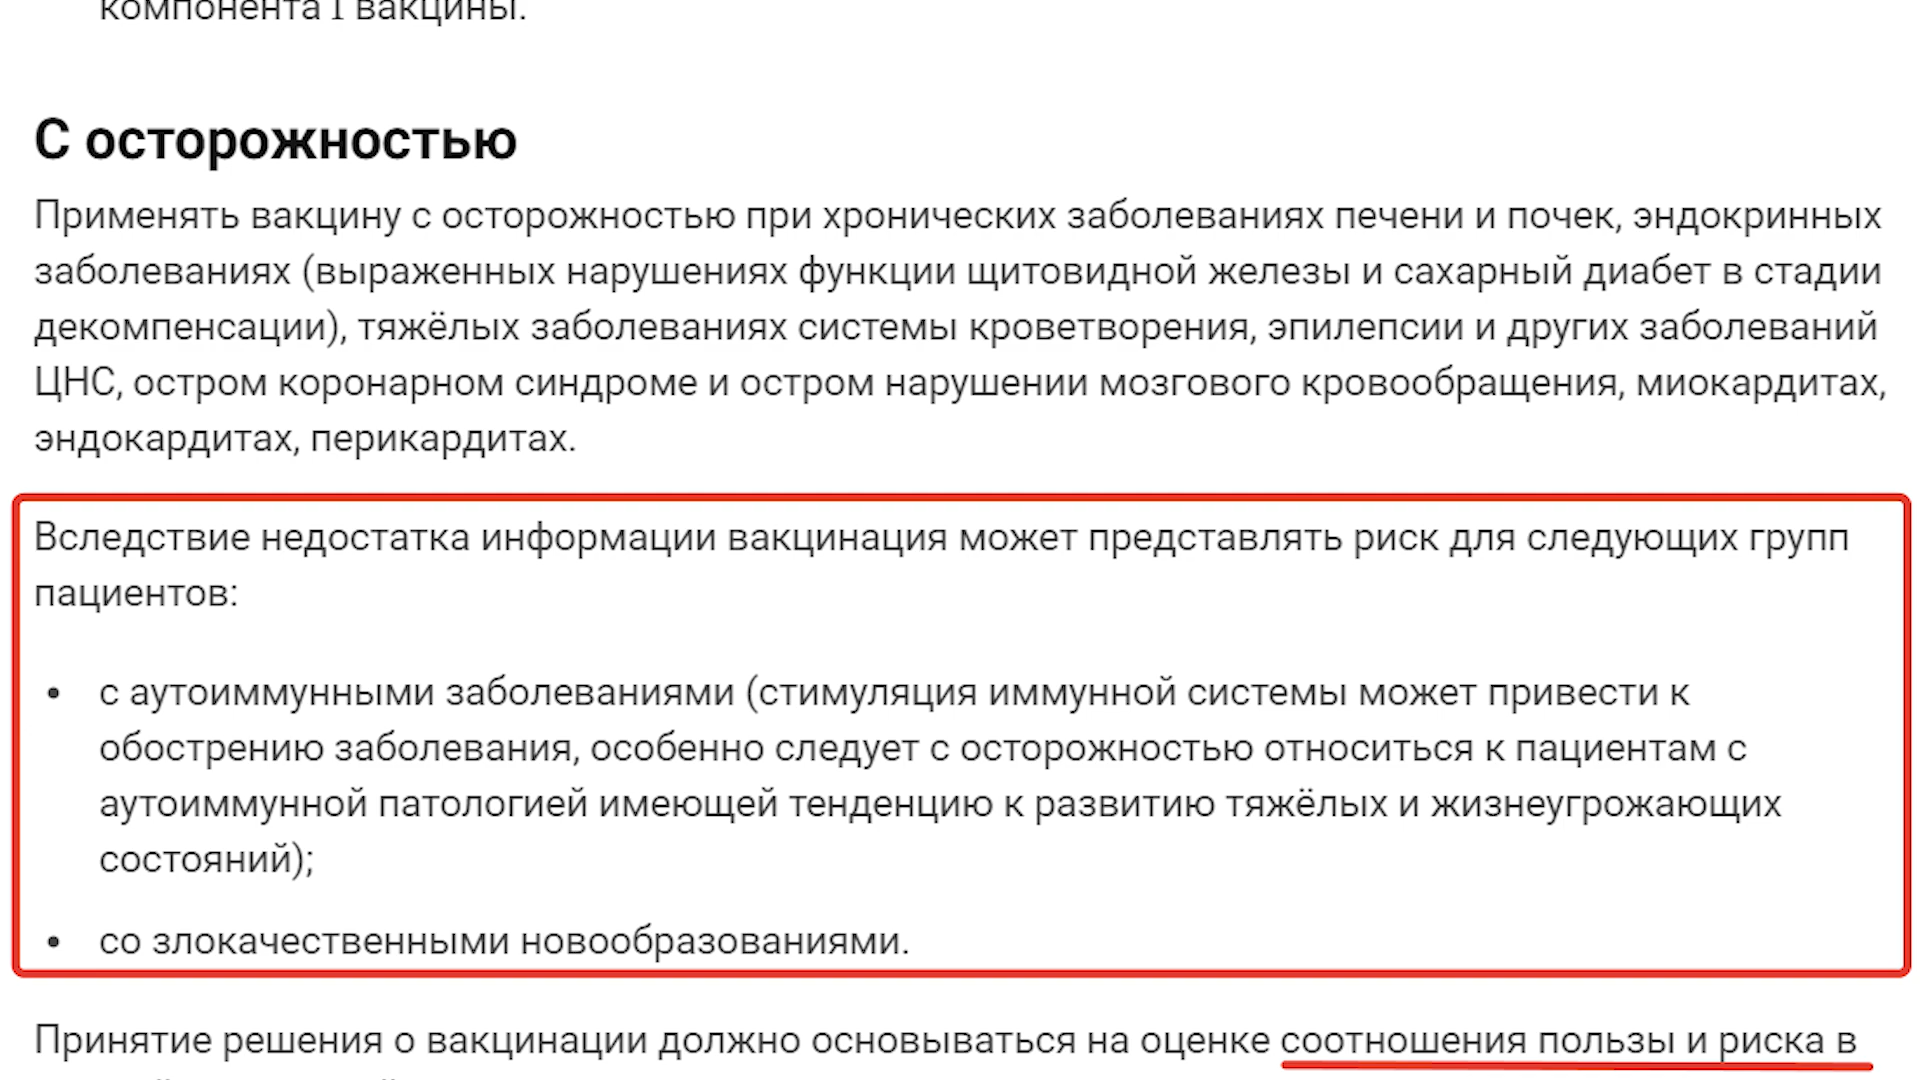 компонента I вакцины.
С осторожностью
Применять вакцину с осторожностью при хронических заболеваниях печени и почек, эндокринных
заболеваниях (выраженных нарушениях функции щитовидной железы и сахарный диабет в стадии
декомпенсации), тяжёлых заболеваниях системы кроветворения, эпилепсии и других заболеваний
ЦНС, остром коронарном синдроме и остром нарушении мозгового кровообращения, миокардитах,
эндокардитах, перикардитах.
Вследствие недостатка информации вакцинация может представлять риск для следующих групп
пациентов:
• с аутоиммунными заболеваниями (стимуляция иммунной системы может привести к
обострению заболевания, особенно следует с осторожностью относиться к пациентам с
аутоиммунной патологией имеющей тенденцию к развитию тяжёлых и жизнеугрожающих
состояний);
• со злокачественными новообразованиями.
Принятие решения о вакцинации должно основываться на оценке соотношения пользы и риска в